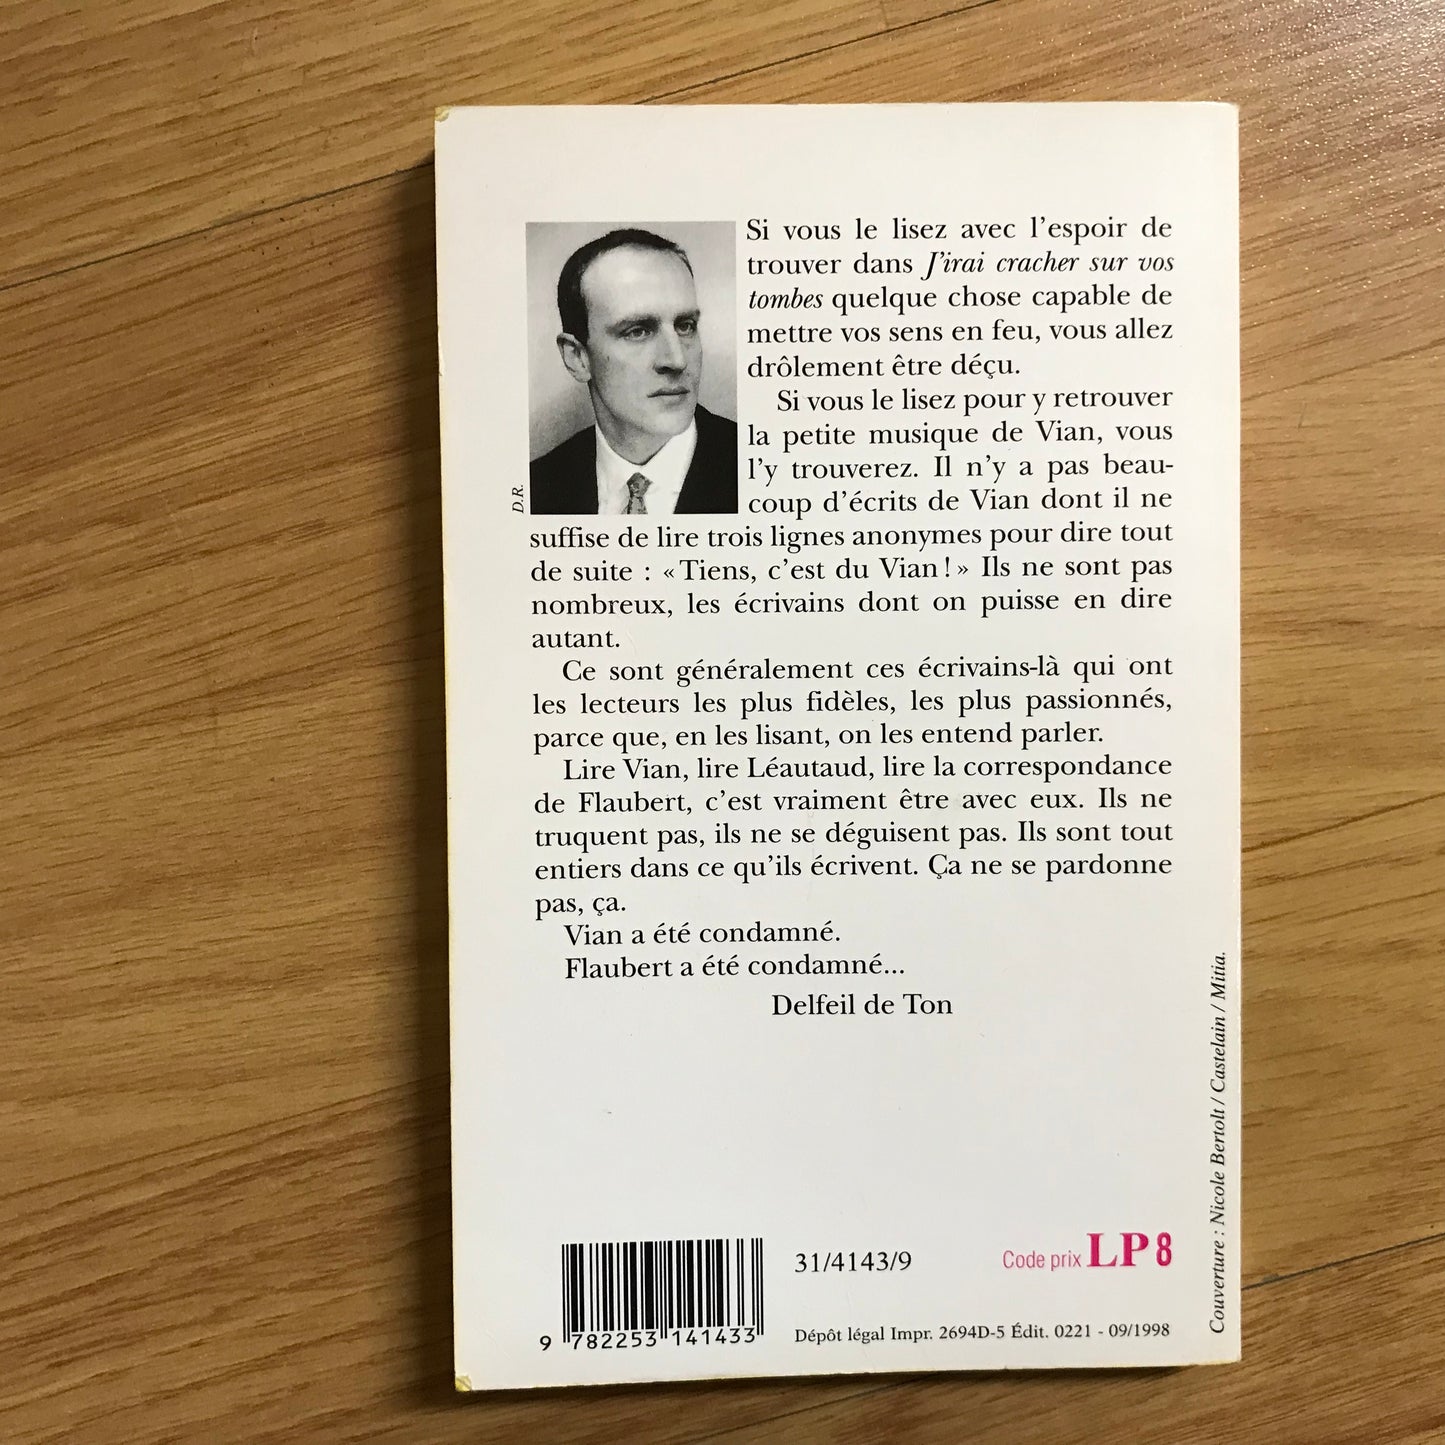 Si vous le lisez avec l'espoir de
trouver dans J'irai cracher sur vos
tombes quelque chose capable de
mettre vos sens en feu, vous allez
drôlement être déçu.
Si vous le lisez pour y retrouver
la petite musique de Vian, vous
l'y trouverez. Il n'y a pas beau-
coup d'écrits de Vian dont il ne
D.R.
suffise de lire trois lignes anonymes pour dire tout
de suite : « Tiens, c'est du Vian ! » Ils ne sont pas
nombreux, les écrivains dont on puisse en dire
autant.
Ce sont généralement ces écrivains-là qui ont
les lecteurs les plus fidèles, les plus passionnés,
parce que, en les lisant, on les entend parler.
Lire Vian, lire Léautaud, lire la correspondance
de Flaubert, c'est vraiment être avec eux. Ils ne
truquent pas, ils ne se déguisent pas. Ils sont tout
entiers dans ce qu'ils écrivent. Ça ne se pardonne
pas, ça.
Vian a été condamné.
Flaubert a été condamné...
Delfeil de Ton
Couverture : Nicole Bertolt / Castelain / Mitia.
31/4143/9
Code prix LP 8
9 782253 141433
Dépôt légal Impr. 2694D-5 Édit. 0221 - 09/1998